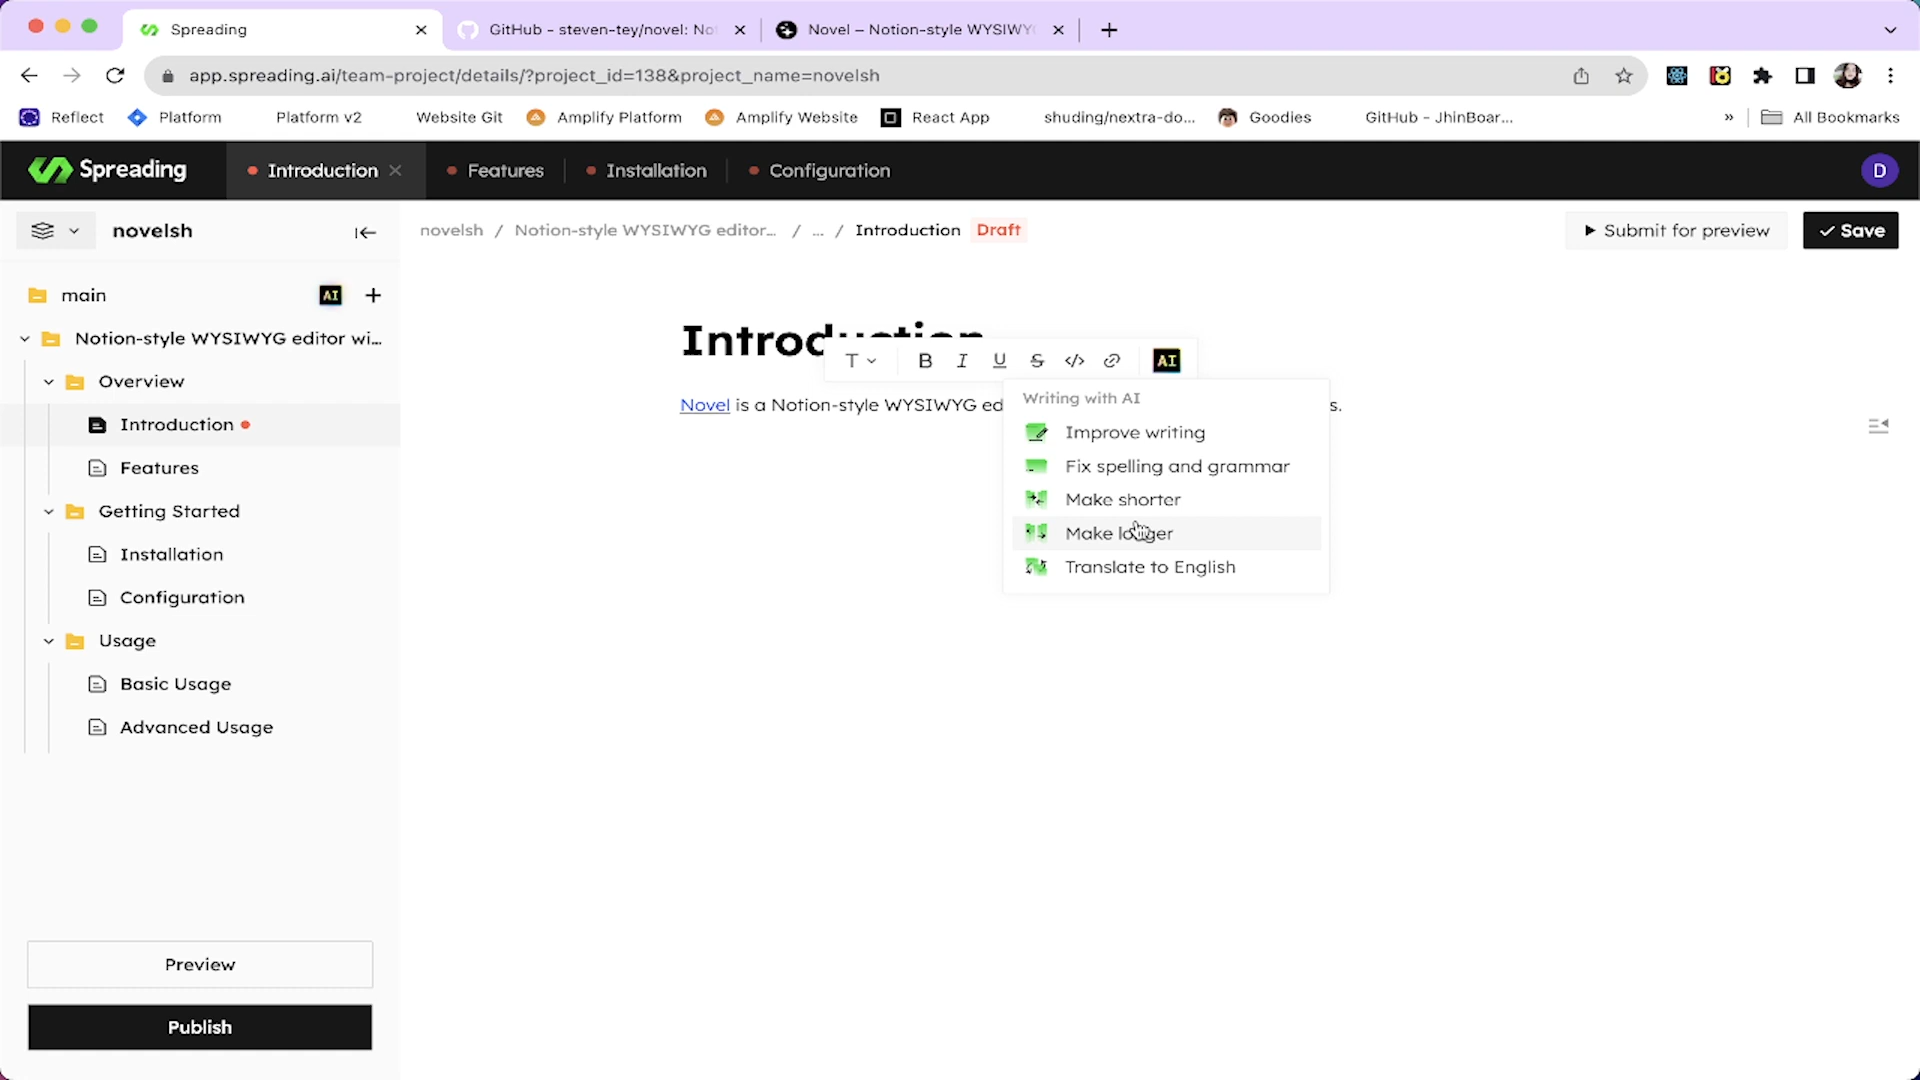 Spreading
GitHub - steven-tey/novel: No
Novel – Notion-style WYSIWY
app.spreading.ai/team-project/details/?project_id=138&project_name=novelsh
Reflect
Platform
Platform v2
Website Git
Amplify Platform
Amplify Website
React App
shuding/nextra-do...
Goodies
GitHub - JhinBoar...
»
All Bookmarks
Spreading
Introduction
Features
Installation
Configuration
D
novelsh
novelsh / Notion-style WYSIWYG editor... / ... / Introduction Draft
Submit for preview
Save
main
AI
Notion-style WYSIWYG editor wi...
Overview
Introduction
Features
Getting Started
Installation
Configuration
Usage
Basic Usage
Advanced Usage
Preview
Publish
Introduction
T B I U S </> AI
Novel is a Notion-style WYSIWYG ed
s.
Writing with AI
Improve writing
Fix spelling and grammar
Make shorter
Make longer
Translate to English